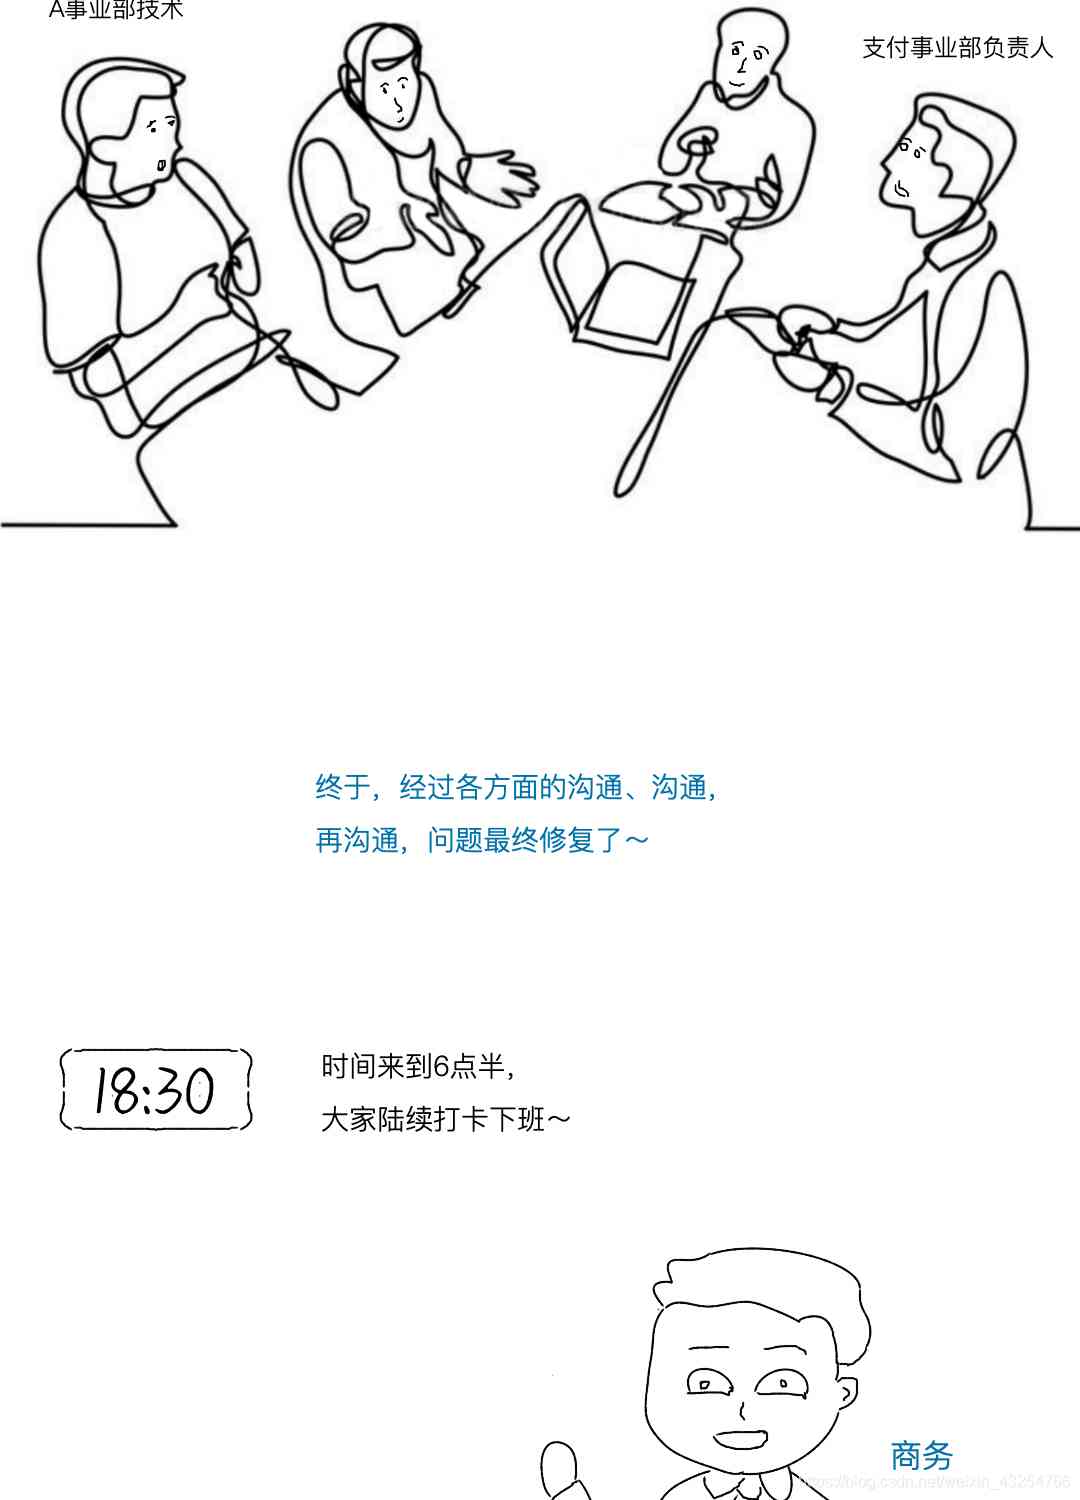 A事业部技术
支付事业部负责人
终于，经过各方面的沟通、沟通，
再沟通，问题最终修复了～
18:30
时间来到6点半，
大家陆续打卡下班～
商务
https://blog.csdn.net/weixin_43254766